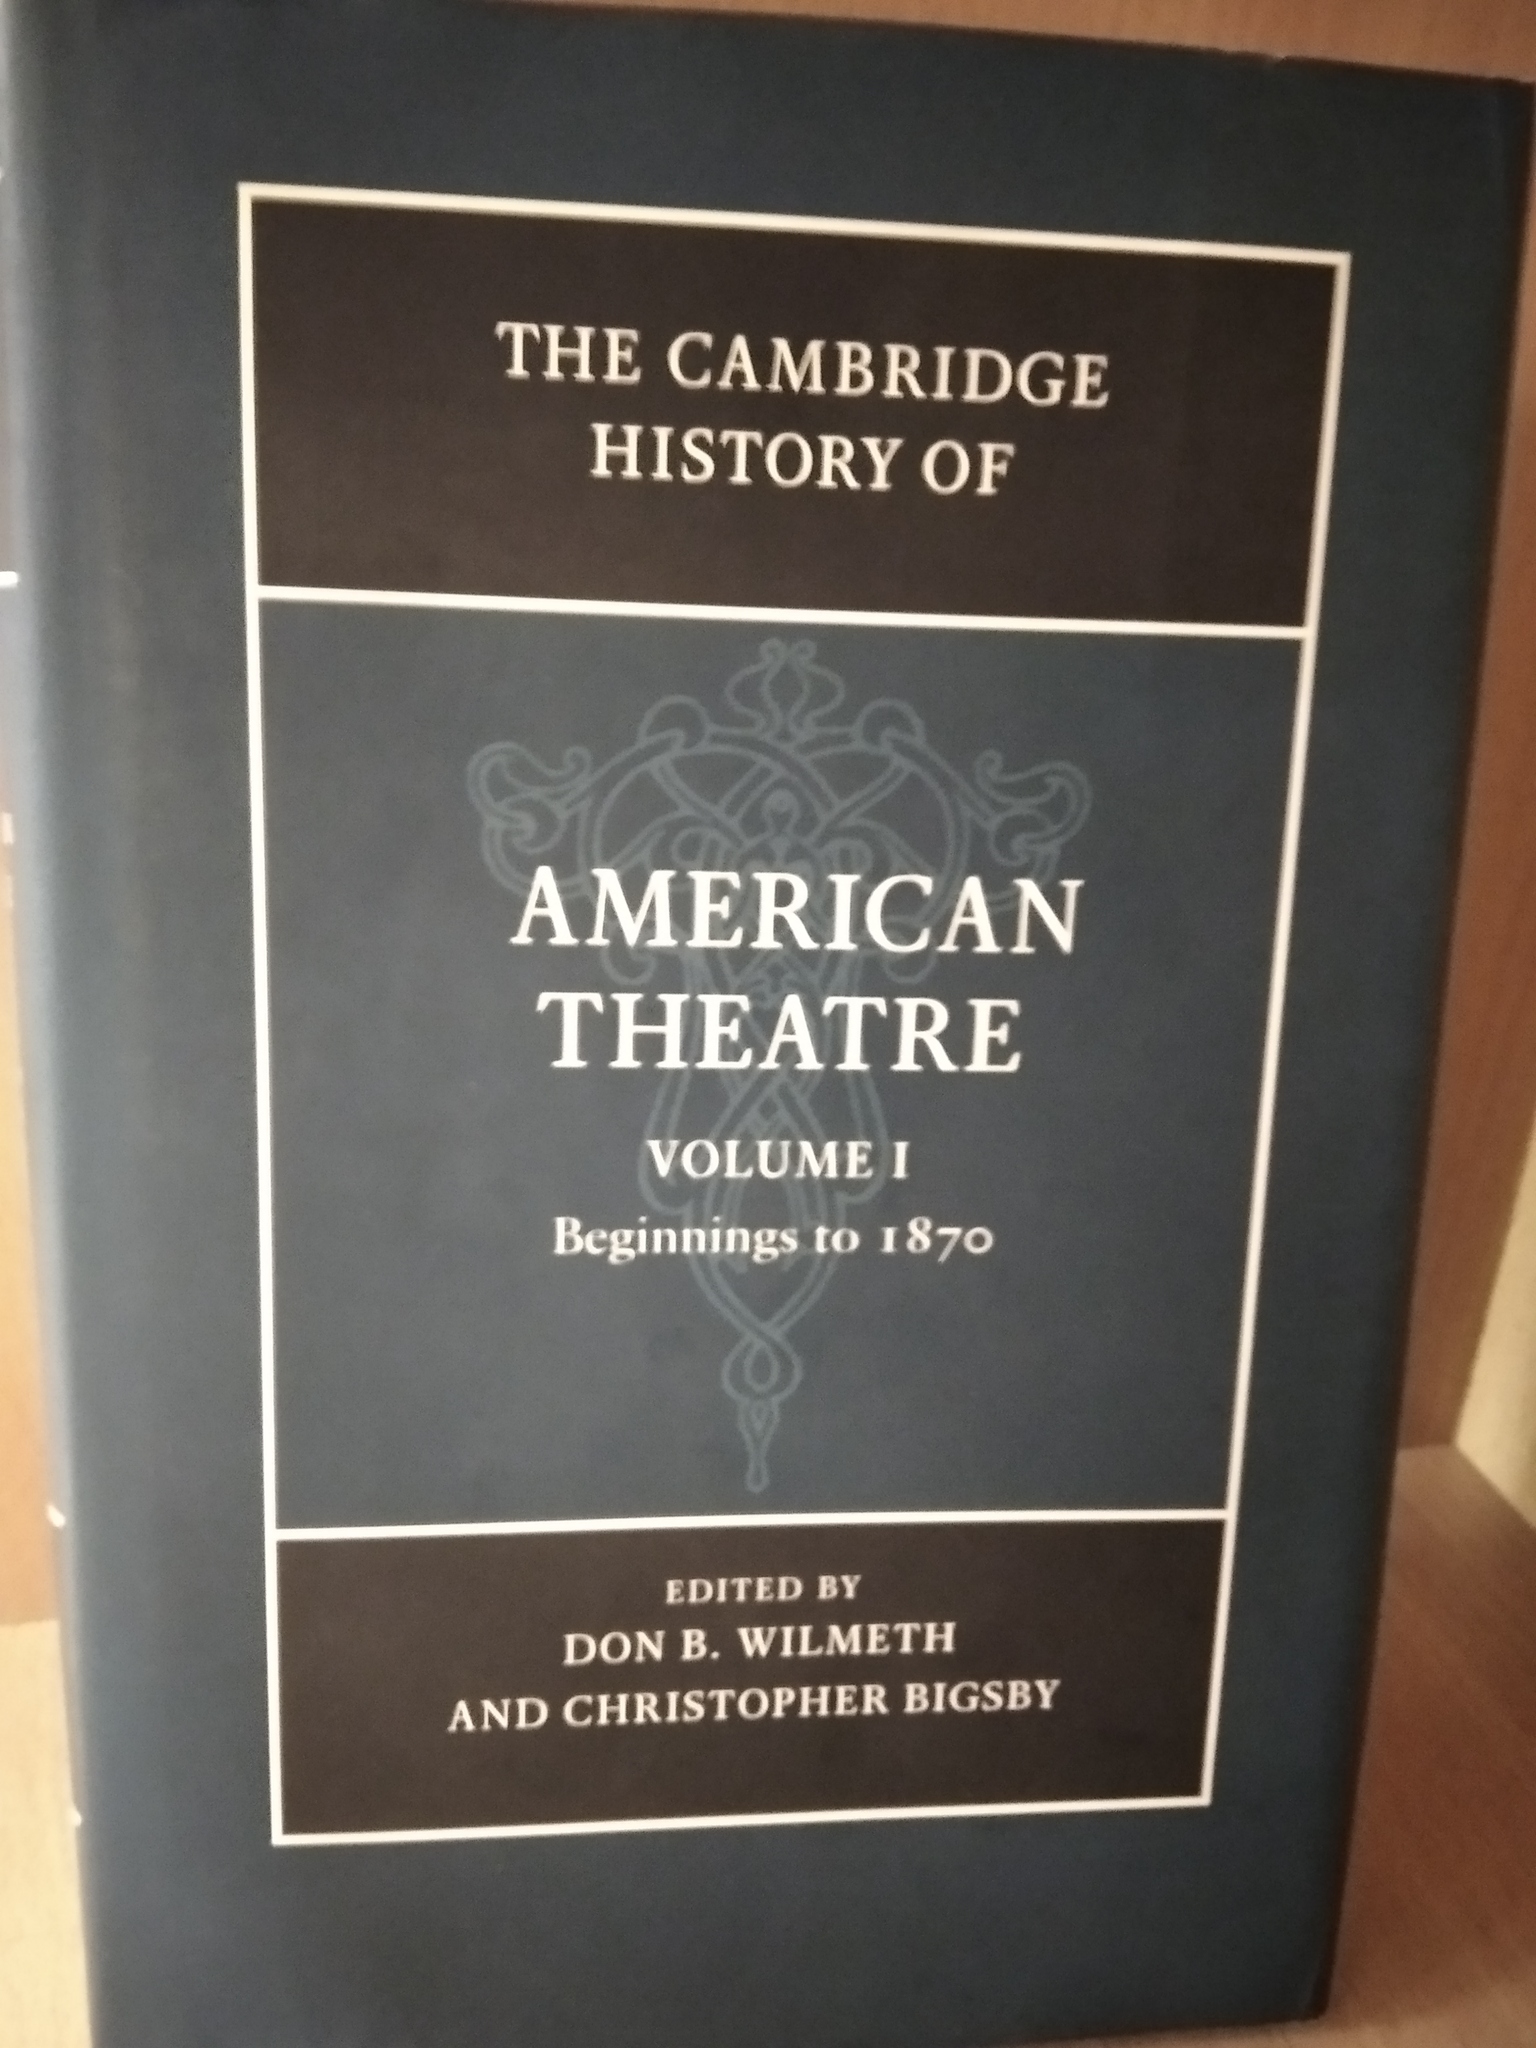 THE CAMBRIDGE
HISTORY OF
AMERICAN
THEATRE
VOLUME I
Beginnings to 1870
EDITED BY
DON B. WILMETH
AND CHRISTOPHER BIGSBY